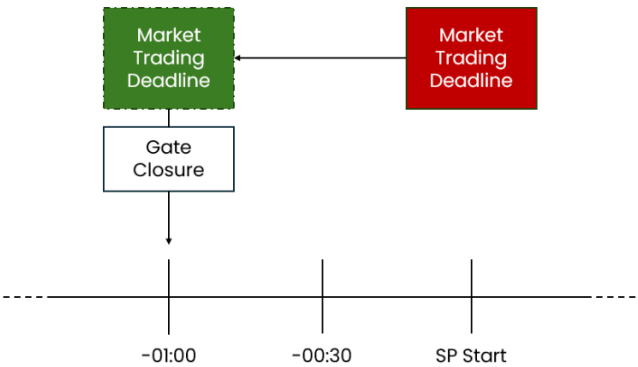 Market
Trading
Deadline
Market
Trading
Deadline
Gate
Closure
-01:00
-00:30
SP Start